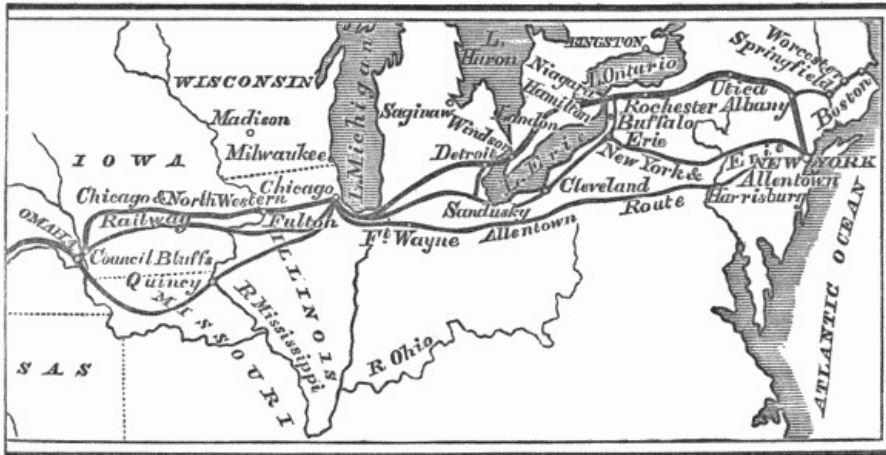 L. Huron
KINGSTON
L. Ontario
Worcester
Springfield
Boston
WISCONSIN
Madison
Milwaukee
L. Michigan
Saginaw
Windsor
London
Niagara
Hamilton
Utica
Rochester
Albany
Buffalo
Erie
IOWA
Detroit
L. Erie
New York & Erie
NEW YORK
Chicago & North Western
Railway
Chicago
Fulton
Cleveland
Sandusky
Allentown
Harrisburg
OMAHA
Council Bluffs
Quincy
Ft. Wayne
Allentown Route
ILLINOIS
MISSOURI
R Mississippi
R Ohio
SAS
ATLANTIC OCEAN